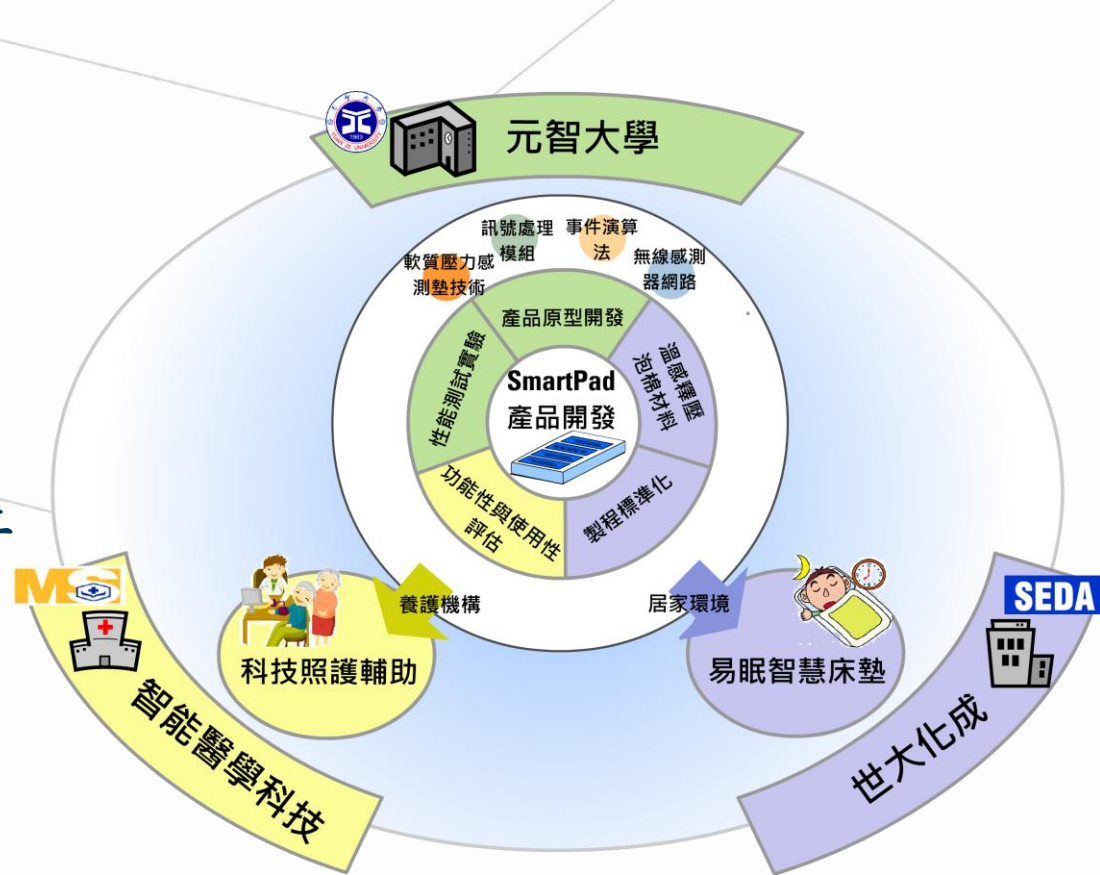 元智大學
YUAN ZE UNIVERSITY
1989
訊號處理
模組
事件演算
法
軟質壓力感
測墊技術
無線感測
器網路
產品原型開發
性能測試實驗
溫感釋壓
泡棉材料
SmartPad
產品開發
功能性與使用性
評估
製程標準化
MS
SEDA
養護機構
居家環境
科技照護輔助
易眠智慧床墊
智能醫學科技
世大化成